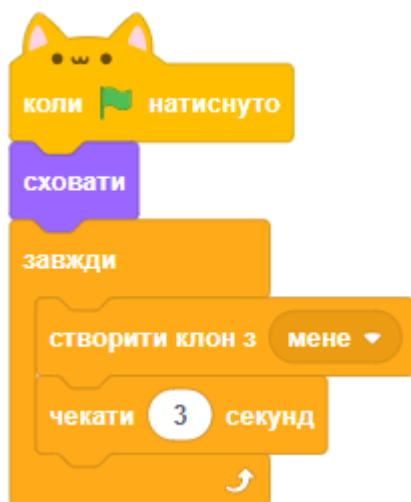 коли натиснуто
сховати
завжди
створити клон з мене
чекати 3 секунд